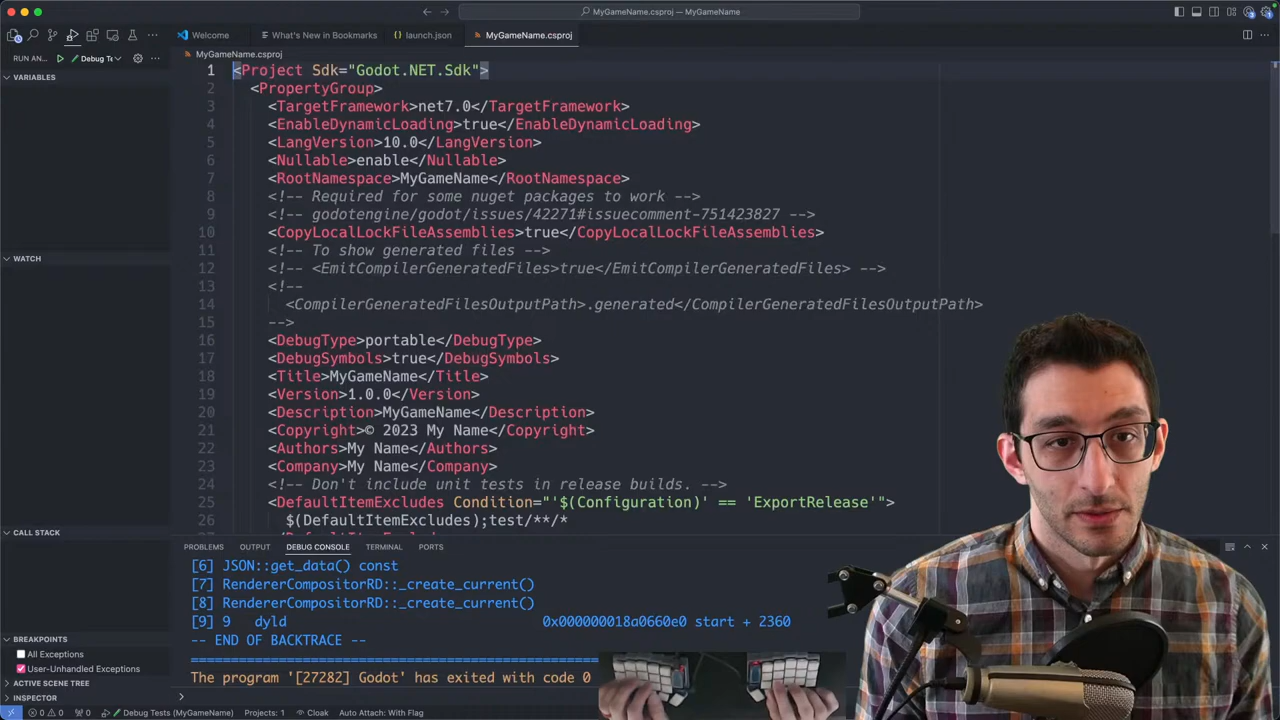 MyGameName.csproj — MyGameName
Welcome
What's New in Bookmarks
launch.json
MyGameName.csproj
RUN AN...
Debug Te
MyGameName.csproj
VARIABLES
WATCH
CALL STACK
BREAKPOINTS
All Exceptions
User-Unhandled Exceptions
ACTIVE SCENE TREE
INSPECTOR
1 <Project Sdk="Godot.NET.Sdk">
2 <PropertyGroup>
3 <TargetFramework>net7.0</TargetFramework>
4 <EnableDynamicLoading>true</EnableDynamicLoading>
5 <LangVersion>10.0</LangVersion>
6 <Nullable>enable</Nullable>
7 <RootNamespace>MyGameName</RootNamespace>
8 <!-- Required for some nuget packages to work -->
9 <!-- godotengine/godot/issues/42271#issuecomment-751423827 -->
10 <CopyLocalLockFileAssemblies>true</CopyLocalLockFileAssemblies>
11 <!-- To show generated files -->
12 <!-- <EmitCompilerGeneratedFiles>true</EmitCompilerGeneratedFiles> -->
13 <!--
14 <CompilerGeneratedFilesOutputPath>.generated</CompilerGeneratedFilesOutputPath>
15 -->
16 <DebugType>portable</DebugType>
17 <DebugSymbols>true</DebugSymbols>
18 <Title>MyGameName</Title>
19 <Version>1.0.0</Version>
20 <Description>MyGameName</Description>
21 <Copyright>© 2023 My Name</Copyright>
22 <Authors>My Name</Authors>
23 <Company>My Name</Company>
24 <!-- Don't include unit tests in release builds. -->
25 <DefaultItemExcludes Condition="'$(Configuration)' == 'ExportRelease'">
26 $(DefaultItemExcludes);test/**/*
PROBLEMS OUTPUT DEBUG CONSOLE TERMINAL PORTS
[6] JSON::get_data() const
[7] RendererCompositorRD::_create_current()
[8] RendererCompositorRD::_create_current()
[9] 9 dyld 0x000000018a0660e0 start + 2360
-- END OF BACKTRACE --
================================================================
The program '[27282] Godot' has exited with code 0
0 0 0 Debug Tests (MyGameName) Projects: 1 Cloak Auto Attach: With Flag